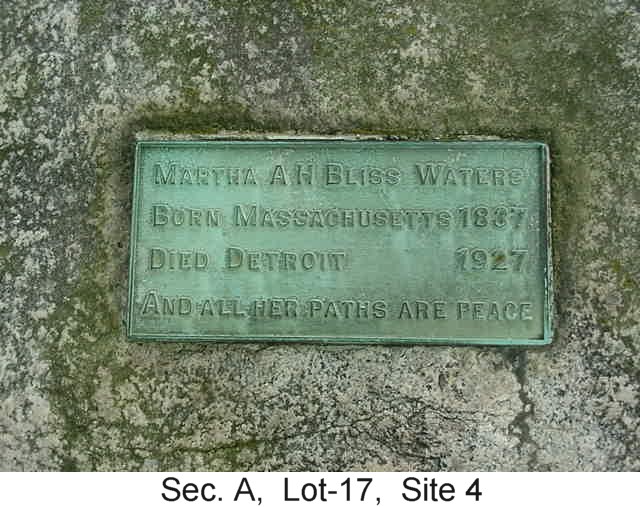 MARTHA A H BLISS WATERS
BORN MASSACHUSETTS 1837
DIED DETROIT 1927
AND ALL HER PATHS ARE PEACE
Sec. A, Lot-17, Site 4